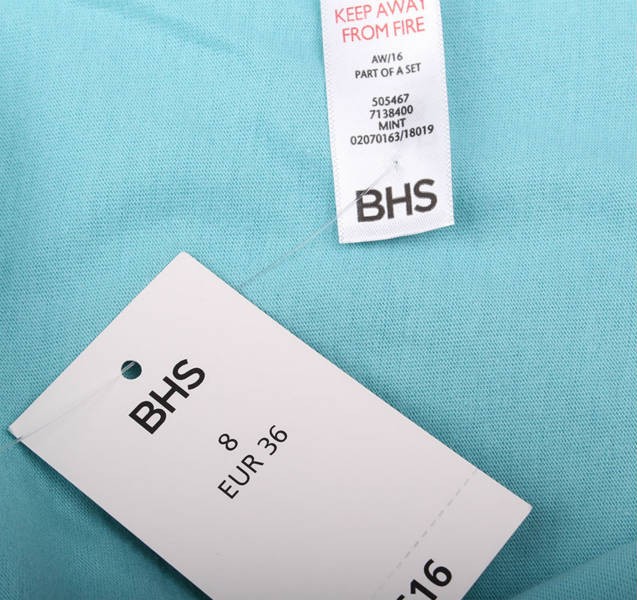 KEEP AWAY
FROM FIRE
AW/16
PART OF A SET
505467
7138400
MINT
02070163/18019
BHS
BHS
8
EUR 36
16